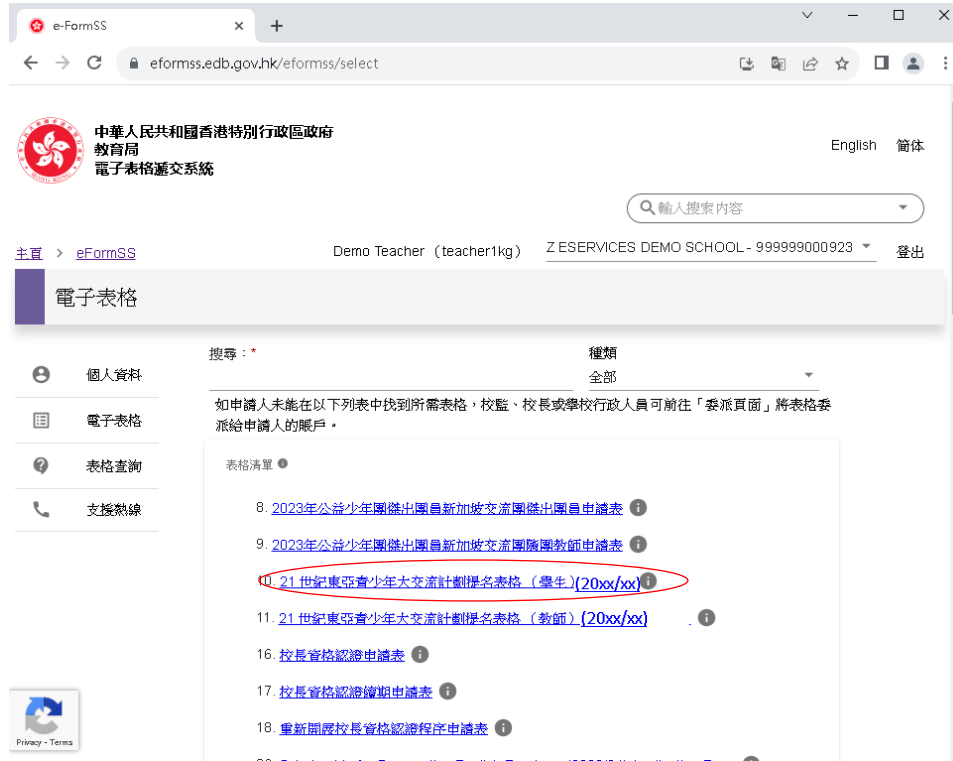 e-FormSS
eformss.edb.gov.hk/eformss/select
中華人民共和國香港特別行政區政府
教育局
電子表格遞交系統
English 简体
輸入搜索內容
主頁 > eFormSS Demo Teacher (teacher1kg) Z ESERVICES DEMO SCHOOL - 999999000923 登出
電子表格
搜尋：* 種類
全部
個人資料
電子表格
表格查詢
支援熱線
如申請人未能在以下列表中找到所需表格，校監、校長或學校行政人員可前往「委派頁面」將表格委
派給申請人的賬戶。
表格清單
8. 2023年公益少年團傑出團員新加坡交流團傑出團員申請表
9. 2023年公益少年團傑出團員新加坡交流團隨團教師申請表
10. 21 世紀東亞青少年大交流計劃提名表格 （學生）(20xx/xx)
11. 21 世紀東亞青少年大交流計劃提名表格 （教師） (20xx/xx) .
16. 校長資格認證申請表
17. 校長資格認證續期申請表
18. 重新開展校長資格認證程序申請表
Privacy - Terms